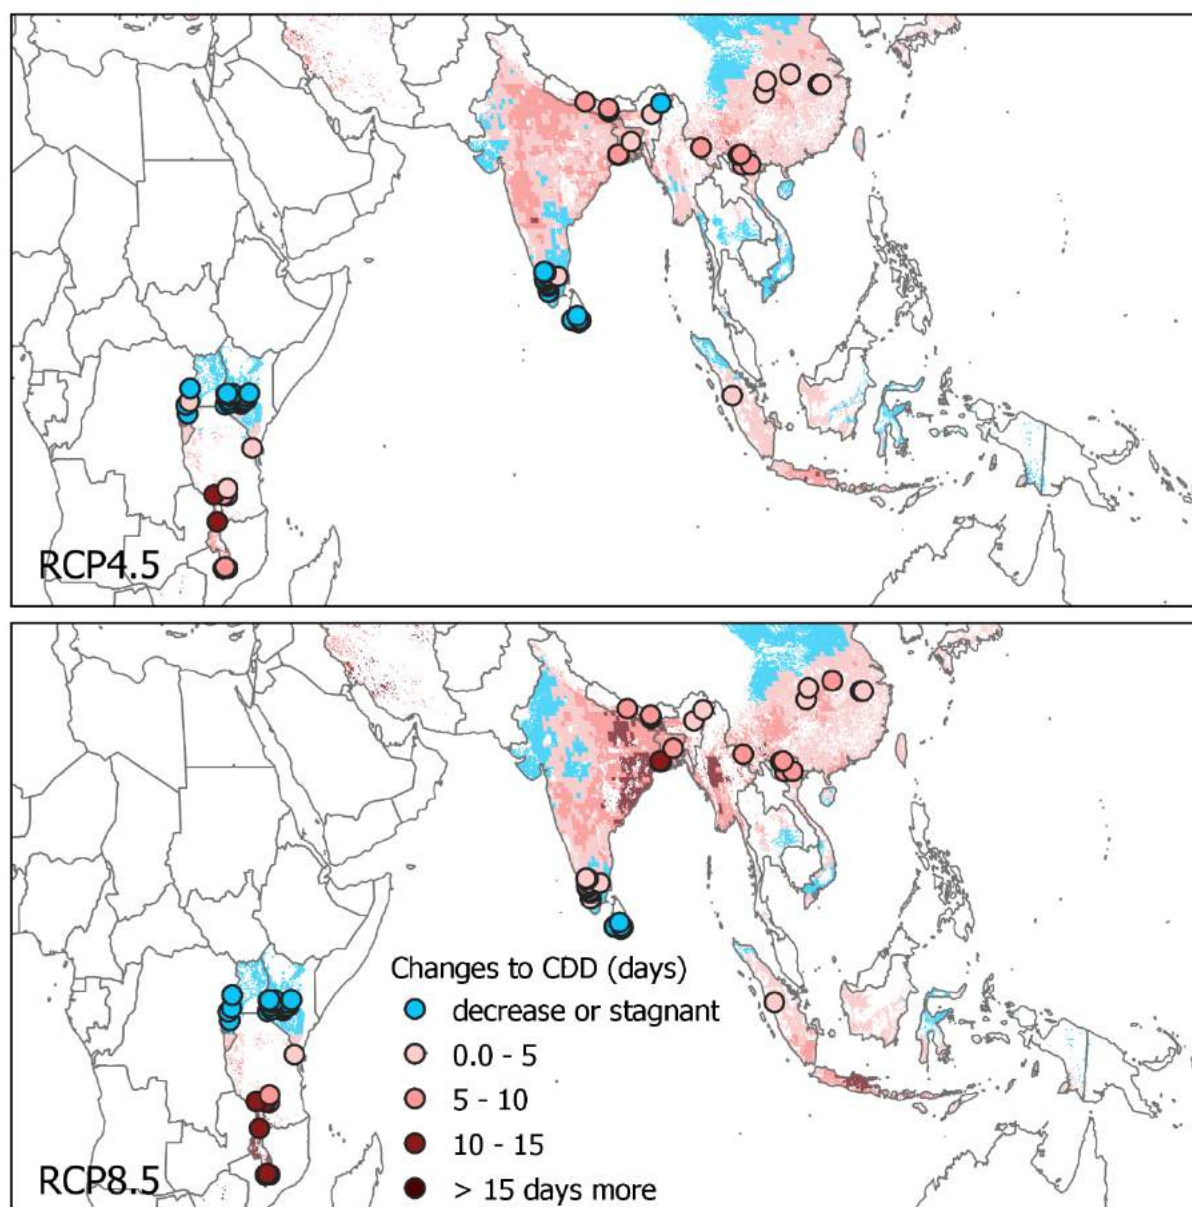 RCP4.5
Changes to CDD (days)
decrease or stagnant
0.0 - 5
5 - 10
10 - 15
> 15 days more
RCP8.5